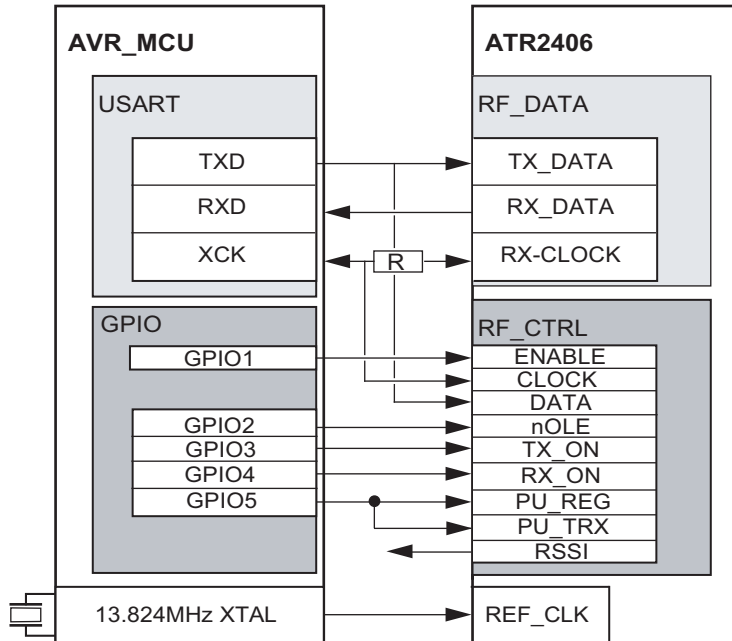 AVR_MCU
USART
TXD
RXD
XCK
GPIO
GPIO1
GPIO2
GPIO3
GPIO4
GPIO5
13.824MHz XTAL
R
ATR2406
RF_DATA
TX_DATA
RX_DATA
RX-CLOCK
RF_CTRL
ENABLE
CLOCK
DATA
nOLE
TX_ON
RX_ON
PU_REG
PU_TRX
RSSI
REF_CLK